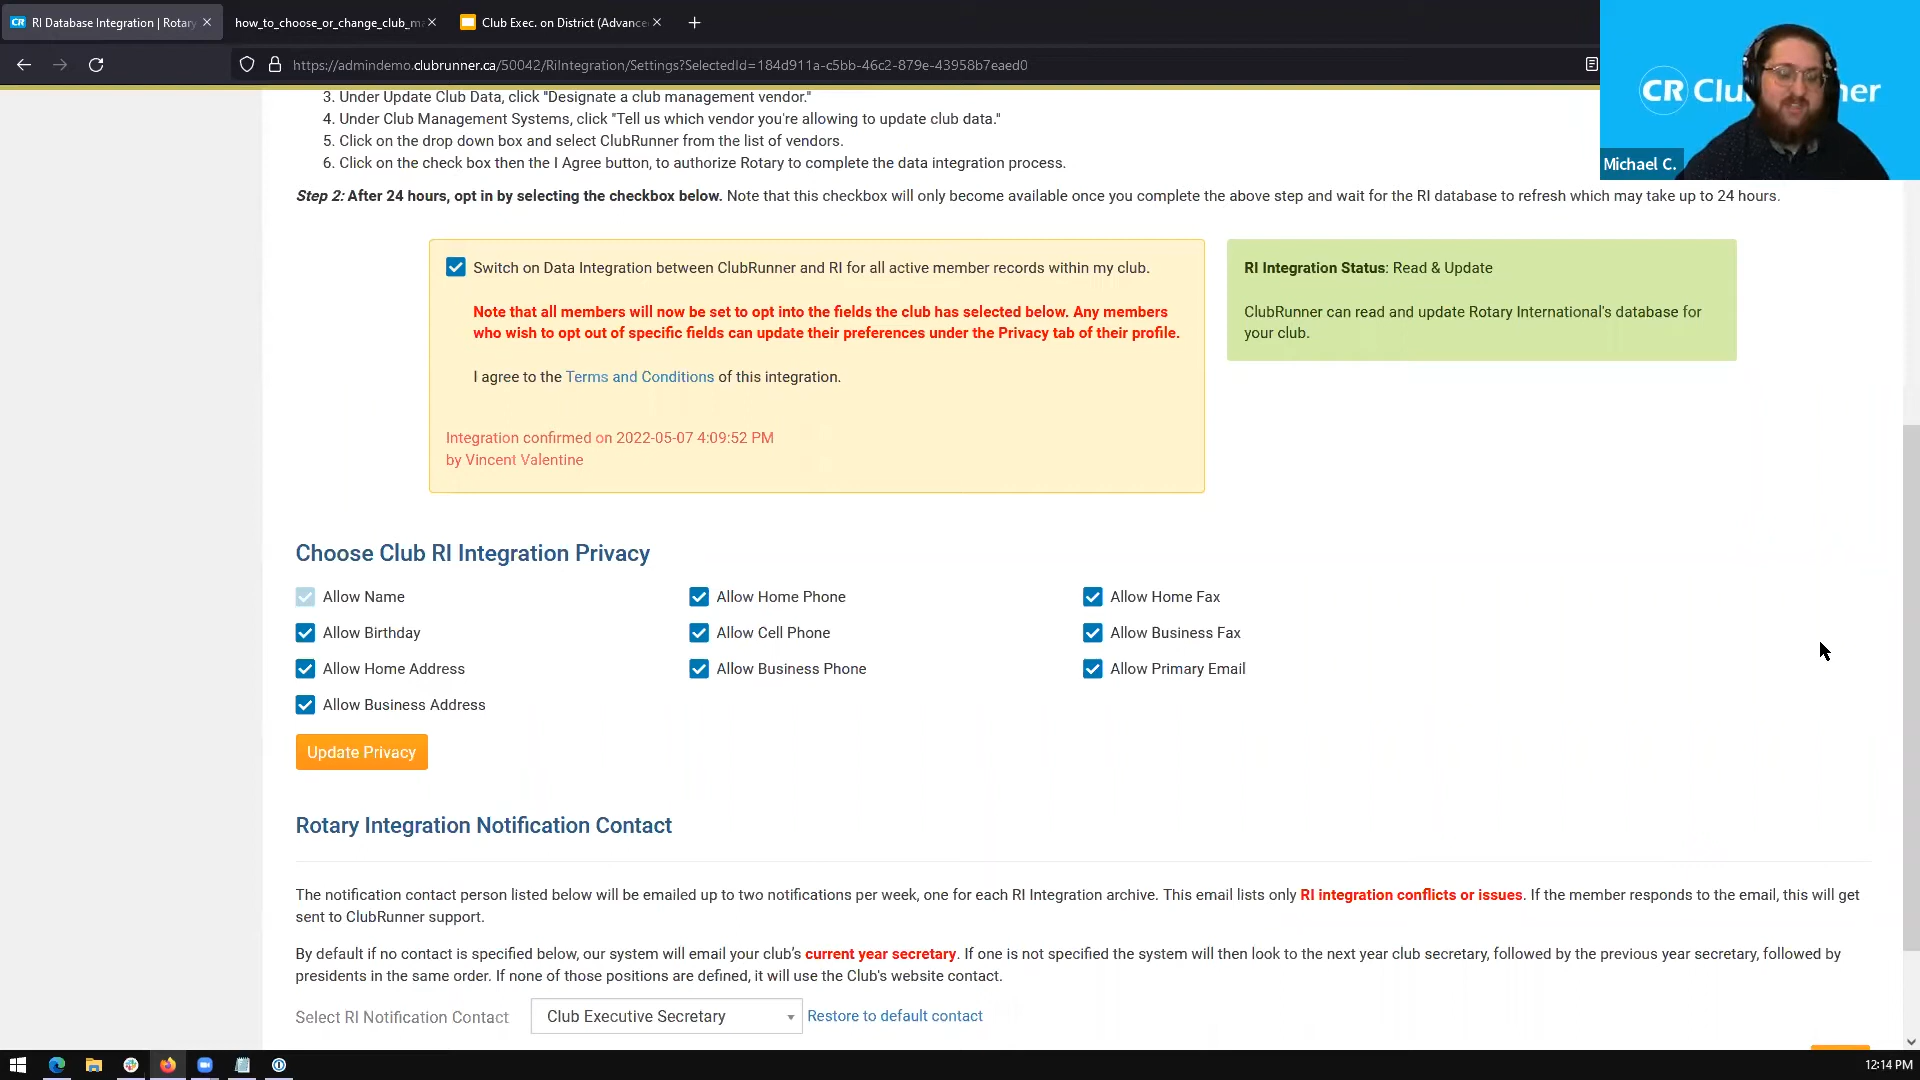 RI Database Integration | Rotary
how_to_choose_or_change_club_m
Club Exec. on District (Advance
https://admindemo.clubrunner.ca/50042/RiIntegration/Settings?SelectedId=184d911a-c5bb-46c2-879e-43958b7eaed0
CR Clu ner
Michael C.
3. Under Update Club Data, click "Designate a club management vendor."
4. Under Club Management Systems, click "Tell us which vendor you're allowing to update club data."
5. Click on the drop down box and select ClubRunner from the list of vendors.
6. Click on the check box then the I Agree button, to authorize Rotary to complete the data integration process.
Step 2: After 24 hours, opt in by selecting the checkbox below. Note that this checkbox will only become available once you complete the above step and wait for the RI database to refresh which may take up to 24 hours.
Switch on Data Integration between ClubRunner and RI for all active member records within my club.
Note that all members will now be set to opt into the fields the club has selected below. Any members
who wish to opt out of specific fields can update their preferences under the Privacy tab of their profile.
I agree to the Terms and Conditions of this integration.
Integration confirmed on 2022-05-07 4:09:52 PM
by Vincent Valentine
RI Integration Status: Read & Update
ClubRunner can read and update Rotary International's database for
your club.
Choose Club RI Integration Privacy
Allow Name
Allow Home Phone
Allow Home Fax
Allow Birthday
Allow Cell Phone
Allow Business Fax
Allow Home Address
Allow Business Phone
Allow Primary Email
Allow Business Address
Update Privacy
Rotary Integration Notification Contact
The notification contact person listed below will be emailed up to two notifications per week, one for each RI Integration archive. This email lists only RI integration conflicts or issues. If the member responds to the email, this will get
sent to ClubRunner support.
By default if no contact is specified below, our system will email your club's current year secretary. If one is not specified the system will then look to the next year club secretary, followed by the previous year secretary, followed by
presidents in the same order. If none of those positions are defined, it will use the Club's website contact.
Select RI Notification Contact
Club Executive Secretary
Restore to default contact
12:14 PM